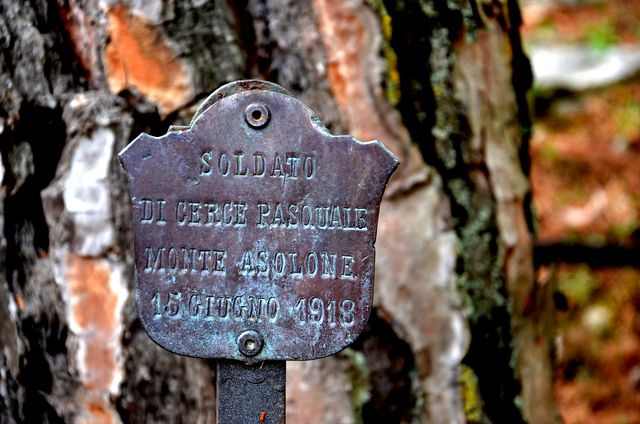 SOLDATO
DI CERCE PASQUALE
MONTE ASOLONE
15 GIUGNO 1918